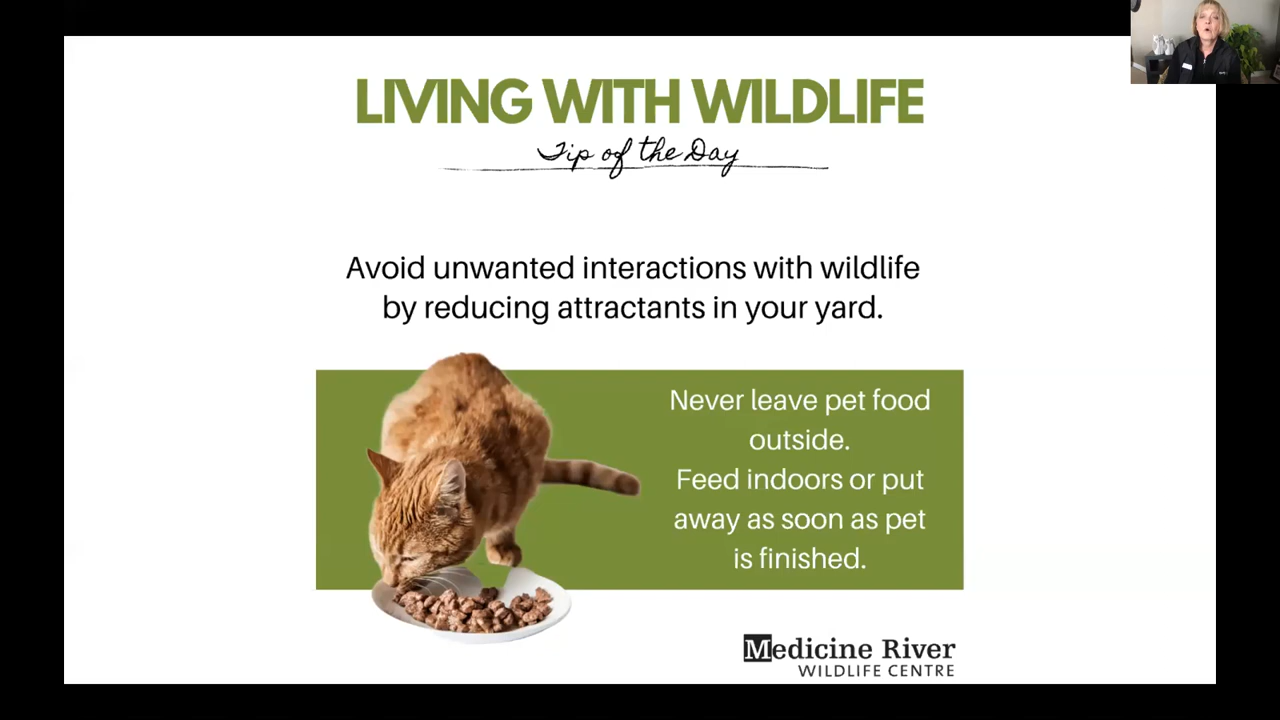 LIVING WITH WILDLIFE
Tip of the Day
Avoid unwanted interactions with wildlife
by reducing attractants in your yard.
Never leave pet food
outside.
Feed indoors or put
away as soon as pet
is finished.
Medicine River
WILDLIFE CENTRE